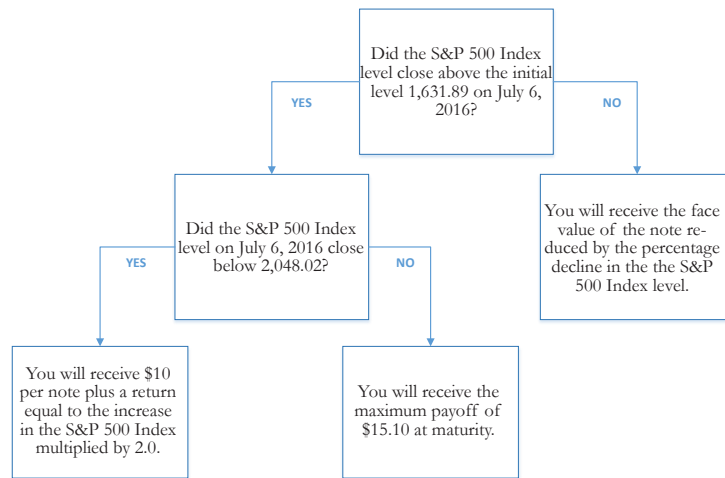 Did the S&P 500 Index
level close above the initial
level 1,631.89 on July 6,
2016?
YES
NO
Did the S&P 500 Index
level on July 6, 2016 close
below 2,048.02?
You will receive the face
value of the note re-
duced by the percentage
decline in the the S&P
500 Index level.
YES
NO
You will receive $10
per note plus a return
equal to the increase
in the S&P 500 Index
multiplied by 2.0.
You will receive the
maximum payoff of
$15.10 at maturity.